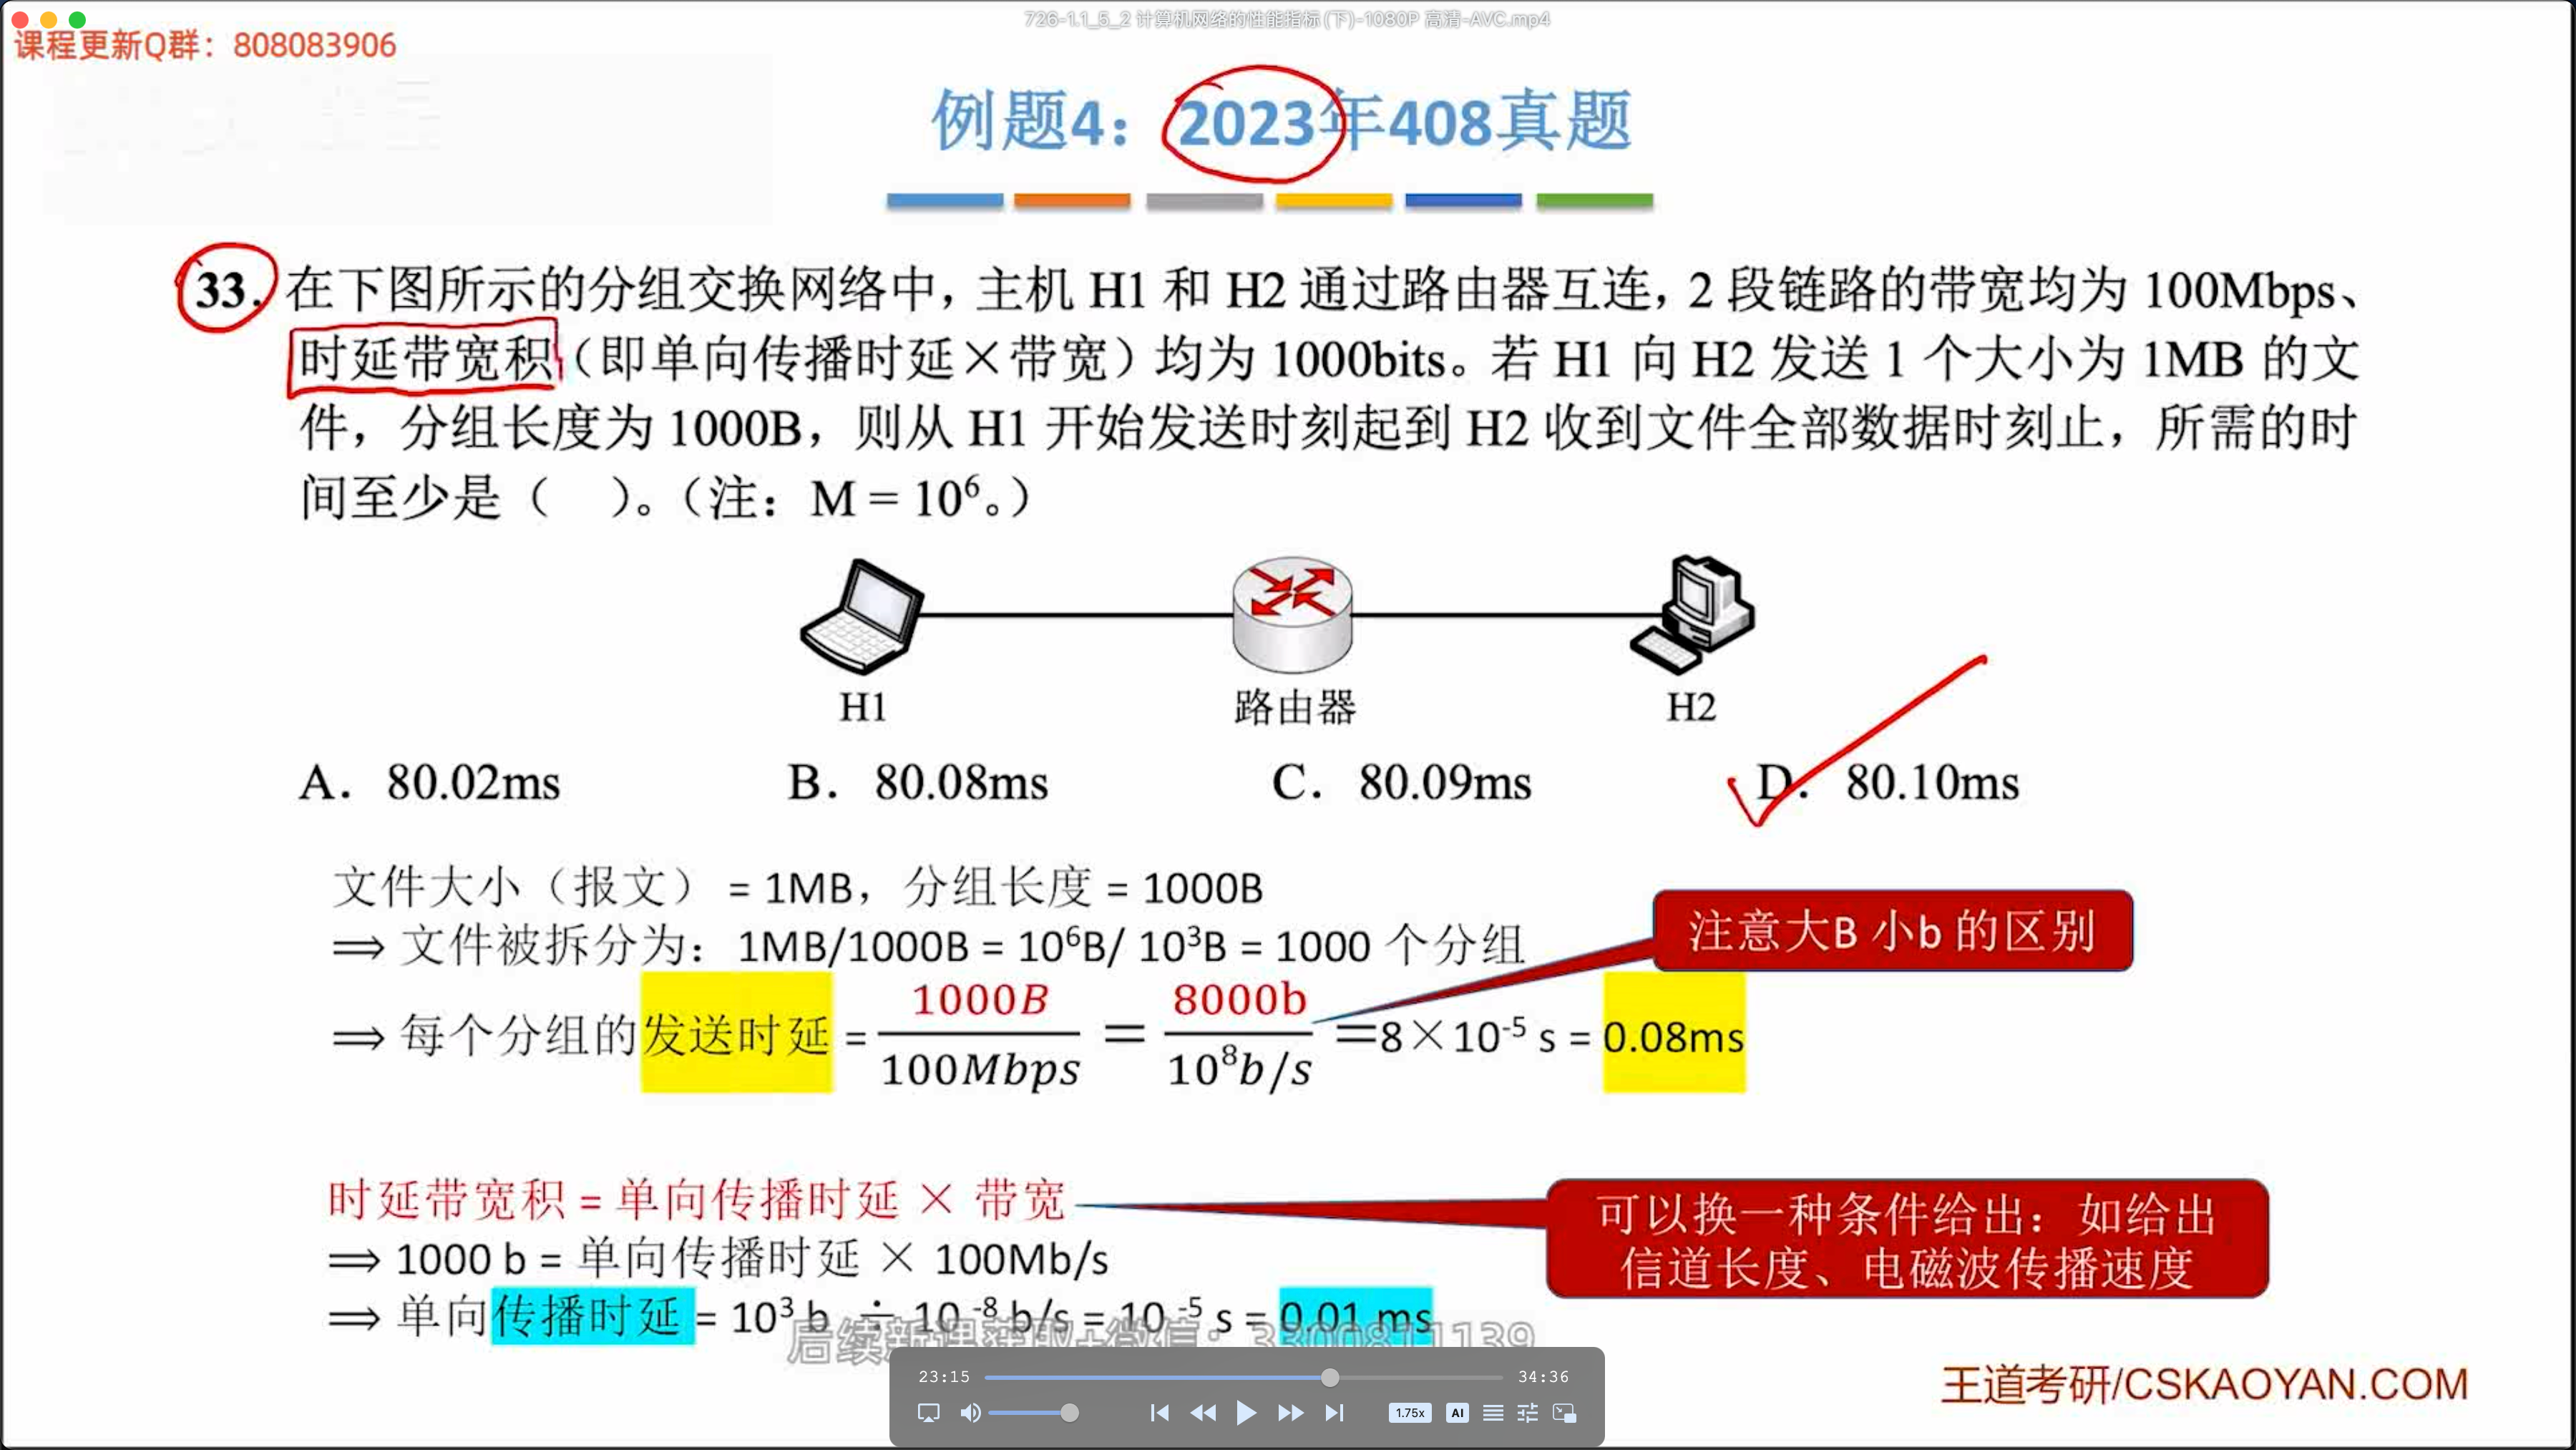 726-1.1_5_2 计算机网络的性能指标(下)-1080P 高清-AVC.mp4
课程更新Q群：808083906
例题4：2023年408真题
33. 在下图所示的分组交换网络中，主机 H1 和 H2 通过路由器互连，2 段链路的带宽均为 100Mbps、
时延带宽积（即单向传播时延×带宽）均为 1000bits。若 H1 向 H2 发送 1 个大小为 1MB 的文
件，分组长度为 1000B，则从 H1 开始发送时刻起到 H2 收到文件全部数据时刻止，所需的时
间至少是（ ）。（注：M = 10⁶。）
H1 路由器 H2
A. 80.02ms B. 80.08ms C. 80.09ms D. 80.10ms
文件大小（报文） = 1MB，分组长度 = 1000B
⇒ 文件被拆分为：1MB/1000B = 10⁶B/ 10³B = 1000 个分组
注意大B 小b 的区别
⇒ 每个分组的发送时延 = 1000B/100Mbps = 8000b/10⁸b/s =8×10⁻⁵ s = 0.08ms
时延带宽积 = 单向传播时延 × 带宽
⇒ 1000 b = 单向传播时延 × 100Mb/s
⇒ 单向传播时延 = 10³ b ÷ 10⁻⁸ b/s = 10⁻⁵ s = 0.01 ms
可以换一种条件给出：如给出
信道长度、电磁波传播速度
后续新课获取+微信：3300811139
23:15 34:36
1.75x AI
王道考研/CSKAOYAN.COM